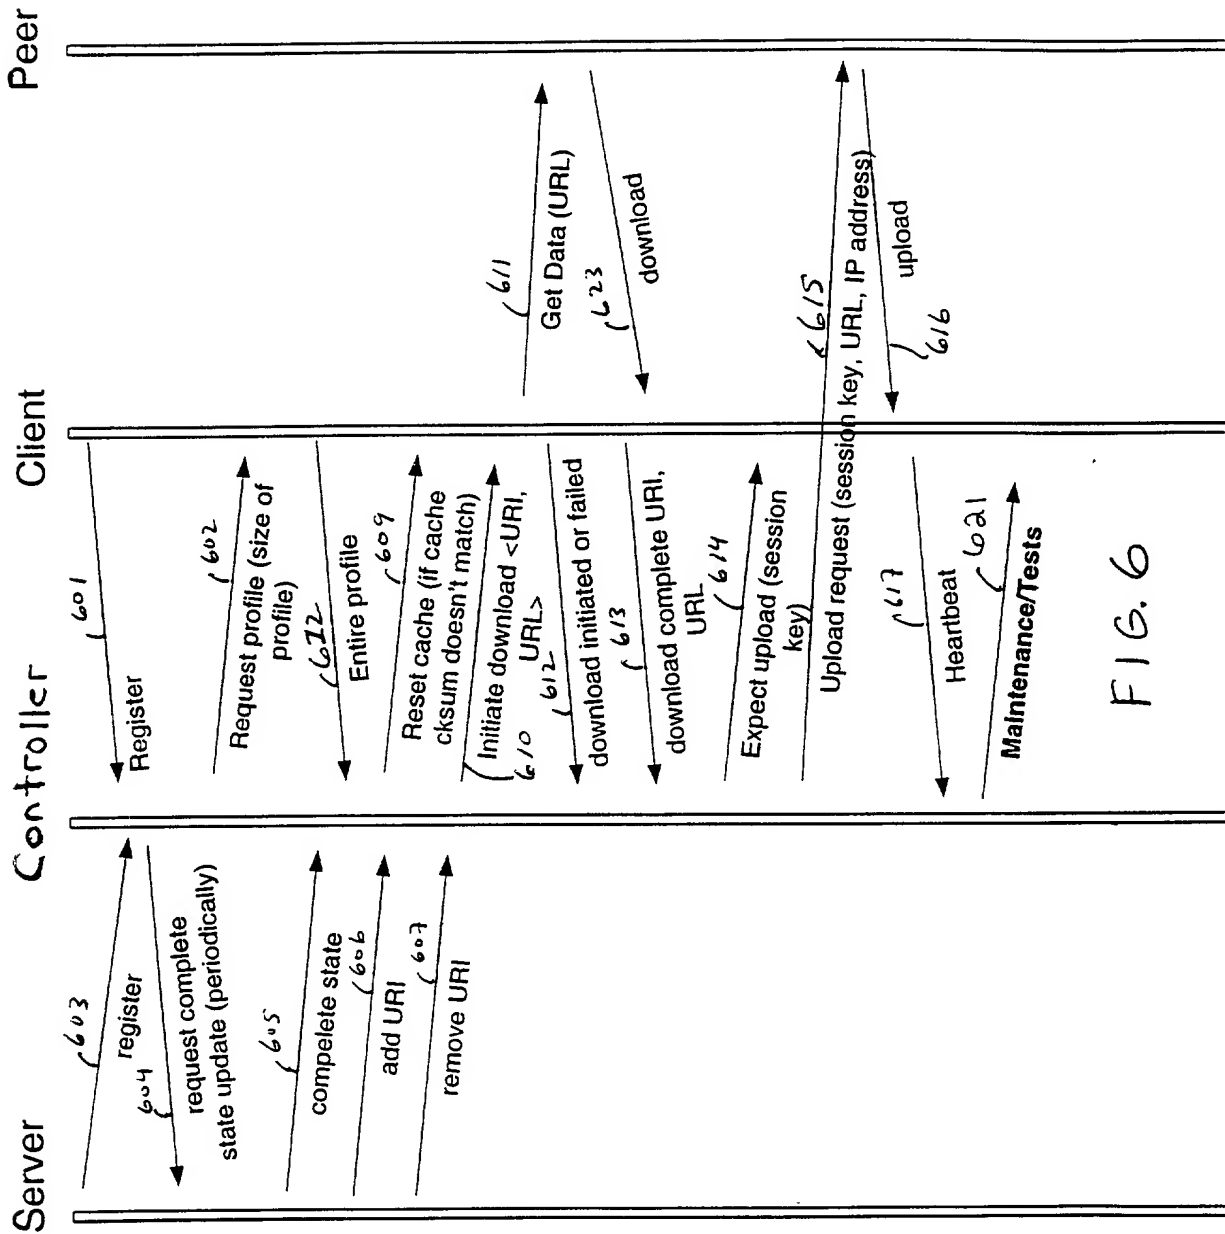 Server
Controller
Client
Peer
603
register
604
request complete
state update (periodically)
605
compelete state
606
add URI
607
remove URI
601
Register
602
Request profile (size of
profile)
622
Entire profile
609
Reset cache (if cache
cksum doesn't match)
Initiate download <URI,
URL>
610
612
download initiated or failed
613
download complete URI,
URL
614
Expect upload (session
key)
615
Upload request (session key, URL, IP address)
617
Heartbeat
621
Maintenance/Tests
611
Get Data (URL)
623
download
upload
616
FIG. 6